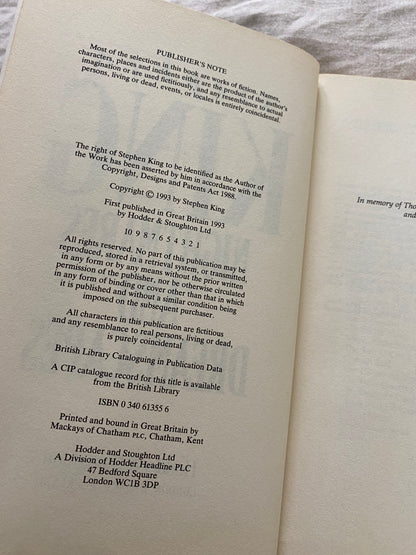 PUBLISHER'S NOTE
Most of the selections in this book are works of fiction. Names,
characters, places and incidents either are the product of the author's
imagination or are used fictitiously, and any resemblance to actual
persons, living or dead, events, or locales is entirely coincidental.
The right of Stephen King to be identified as the Author of
the Work has been asserted by him in accordance with the
Copyright, Designs and Patents Act 1988.
Copyright © 1993 by Stephen King
First published in Great Britain 1993
by Hodder & Stoughton Ltd
10 9 8 7 6 5 4 3 2 1
All rights reserved. No part of this publication may be
reproduced, stored in a retrieval system, or transmitted,
in any form or by any means without the prior written
permission of the publisher, nor be otherwise circulated
in any form of binding or cover other than that in which
it is published and without a similar condition being
imposed on the subsequent purchaser.
All characters in this publication are fictitious
and any resemblance to real persons, living or dead,
is purely coincidental
British Library Cataloguing in Publication Data
A CIP catalogue record for this title is available
from the British Library
ISBN 0 340 61355 6
Printed and bound in Great Britain by
Mackays of Chatham PLC, Chatham, Kent
Hodder and Stoughton Ltd
A Division of Hodder Headline PLC
47 Bedford Square
London WC1B 3DP
In memory of Tho
and